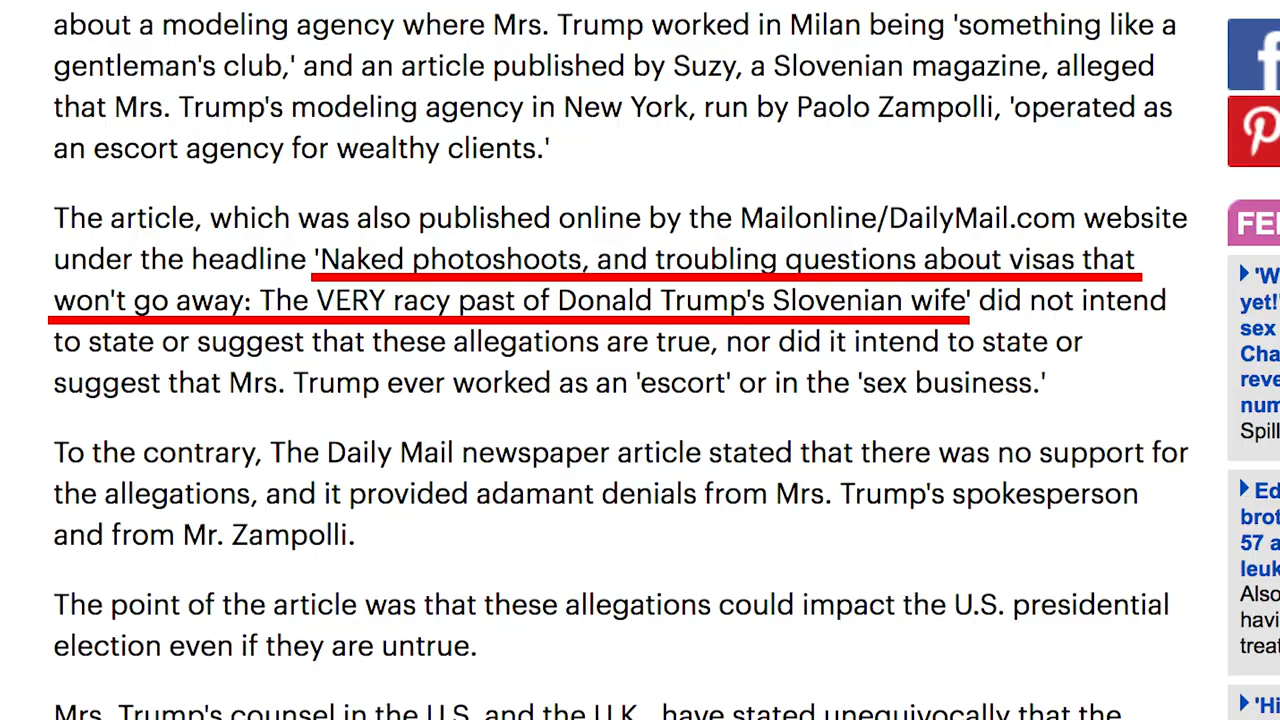 about a modeling agency where Mrs. Trump worked in Milan being 'something like a
gentleman's club,' and an article published by Suzy, a Slovenian magazine, alleged
that Mrs. Trump's modeling agency in New York, run by Paolo Zampolli, 'operated as
an escort agency for wealthy clients.'
The article, which was also published online by the Mailonline/DailyMail.com website
under the headline 'Naked photoshoots, and troubling questions about visas that
won't go away: The VERY racy past of Donald Trump's Slovenian wife' did not intend
to state or suggest that these allegations are true, nor did it intend to state or
suggest that Mrs. Trump ever worked as an 'escort' or in the 'sex business.'
To the contrary, The Daily Mail newspaper article stated that there was no support for
the allegations, and it provided adamant denials from Mrs. Trump's spokesperson
and from Mr. Zampolli.
The point of the article was that these allegations could impact the U.S. presidential
election even if they are untrue.
Mrs. Trump's counsel in the U.S. and the U.K. have stated unequivocally that the
FE
'W
yet!'
sex
Cha
reve
num
Spill
Ed
brot
57 a
leuk
Also
havi
treat
'Hi